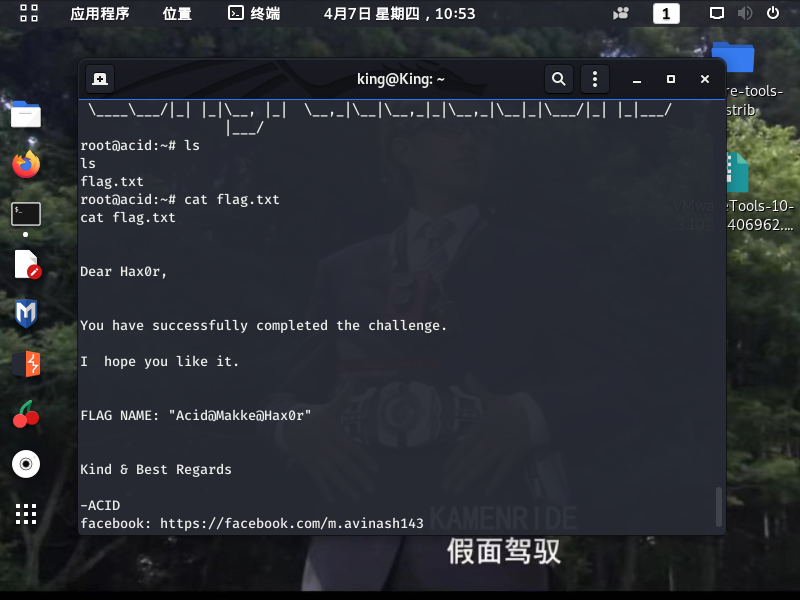 应用程序 位置 终端 4月7日 星期四，10:53 1
king@King: ~
\____\___/|_| |_|\__, |_|  \__,_|\__|\__,_|_|\__,_|\__|_|\___/|_| |_|___/
|___/
root@acid:~# ls
ls
flag.txt
root@acid:~# cat flag.txt
cat flag.txt
Dear Hax0r,
You have successfully completed the challenge.
I  hope you like it.
FLAG NAME: "Acid@Makke@Hax0r"
Kind & Best Regards
-ACID
facebook: https://facebook.com/m.avinash143
re-tools-
strib
VMwareTools-10-
406962....
KAMENRIDE
假面驾驭